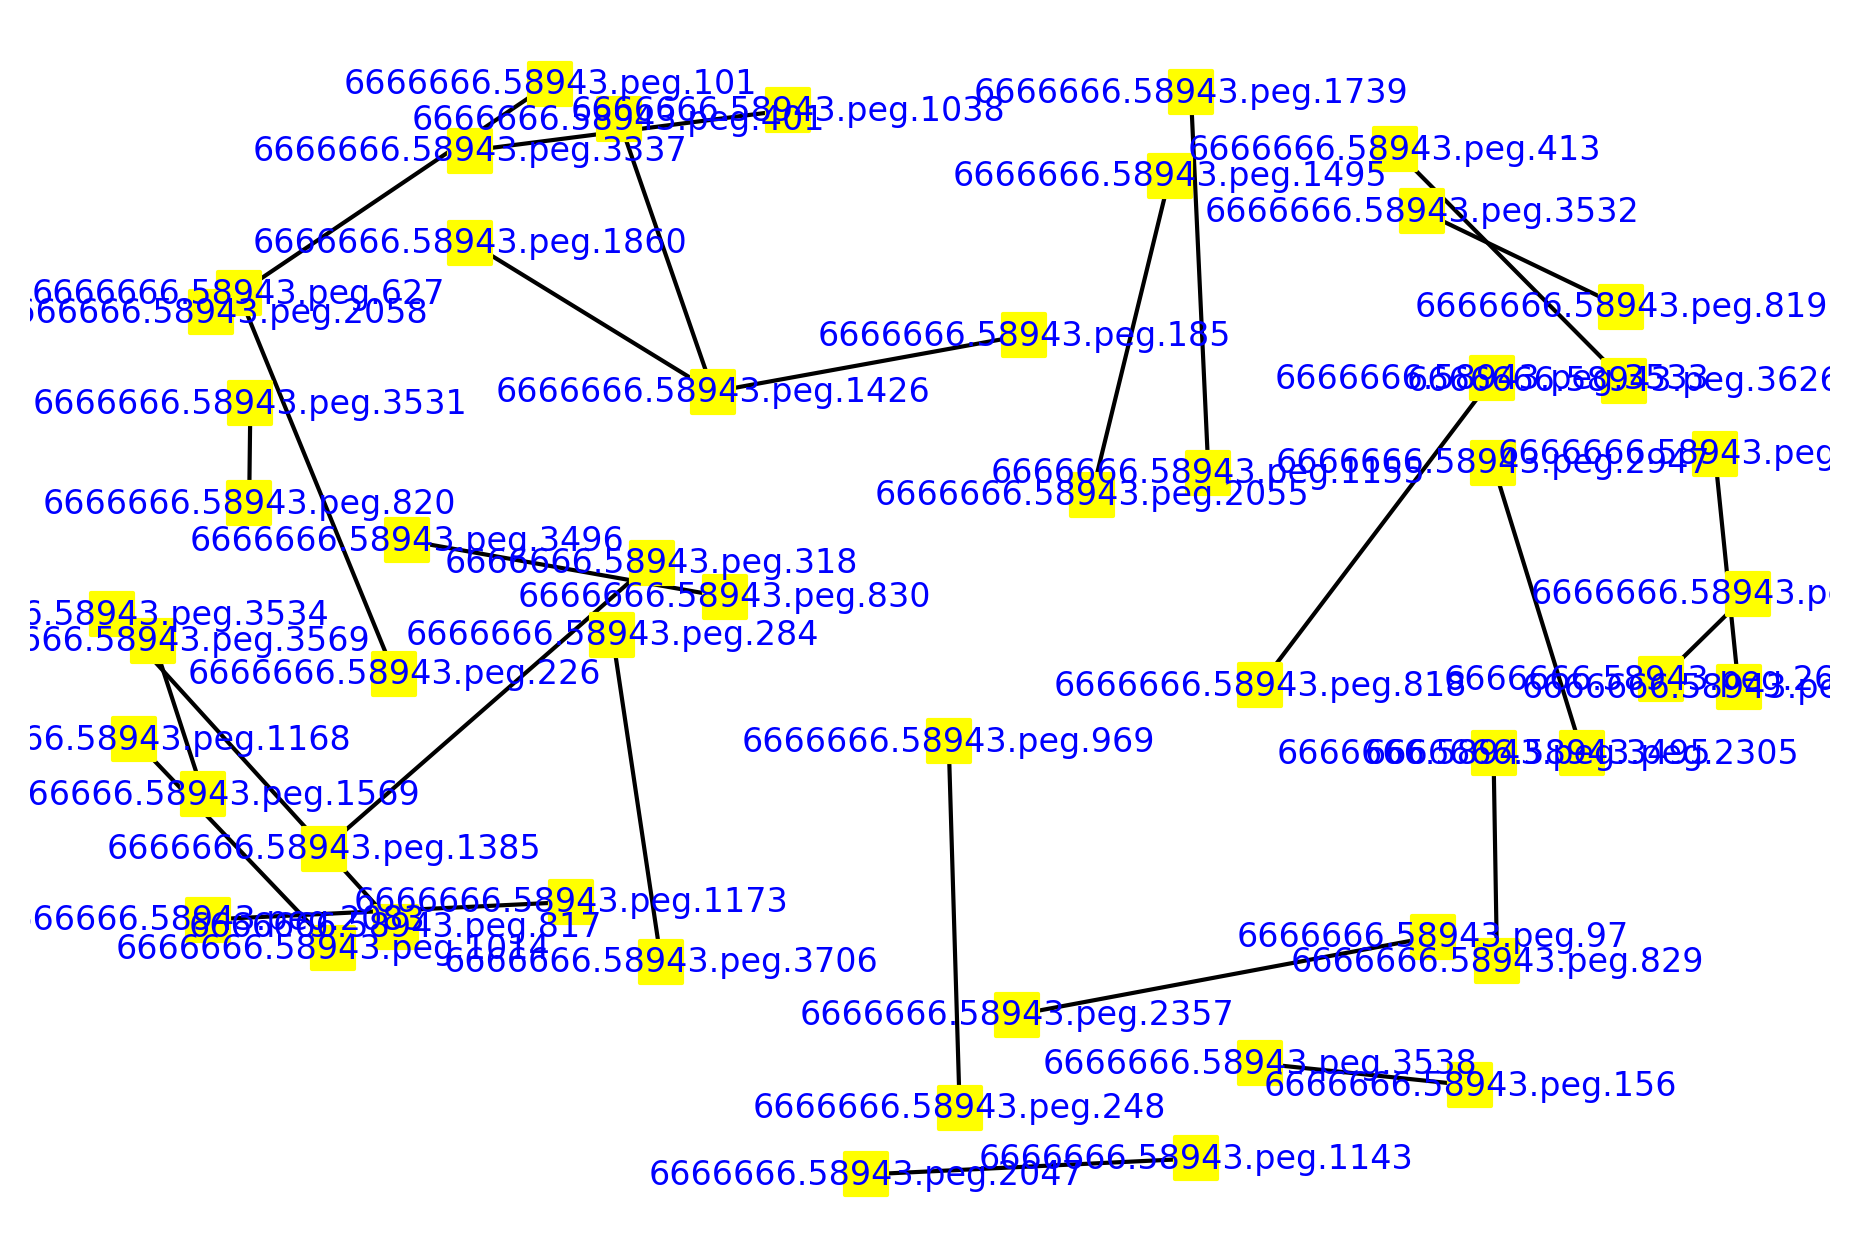 6666666.58943.peg.101
6666666.58943.peg.1739
6666666.58943.peg.1038
6666666.58943.peg.401
6666666.58943.peg.3337
6666666.58943.peg.413
6666666.58943.peg.1495
6666666.58943.peg.3532
6666666.58943.peg.1860
6666666.58943.peg.627
666666.58943.peg.2058
6666666.58943.peg.819
6666666.58943.peg.185
6666666.58943.peg.3533
6666666.58943.peg.3626
6666666.58943.peg.1426
6666666.58943.peg.3531
6666666.58943.peg
6666666.58943.peg.2947
6666666.58943.peg.1155
6666666.58943.peg.2055
6666666.58943.peg.820
6666666.58943.peg.3496
6666666.58943.peg.318
6666666.58943.peg.830
6666666.58943.pe
6.58943.peg.3534
666.58943.peg.3569
6666666.58943.peg.284
6666666.58943.peg.226
6666666.58943.peg.818
6666666.58943.peg.26
6666666.58943.pe
66.58943.peg.1168
6666666.58943.peg.969
6666666.58943.peg.3495
6666666.58943.peg.2305
66666.58943.peg.1569
6666666.58943.peg.1385
6666666.58943.peg.1173
6666666.58943.peg.817
6666666.58943.peg.1014
6666666.58943.peg.3706
6666666.58943.peg.97
6666666.58943.peg.829
6666666.58943.peg.2357
6666666.58943.peg.3538
6666666.58943.peg.156
6666666.58943.peg.248
6666666.58943.peg.1143
6666666.58943.peg.2047